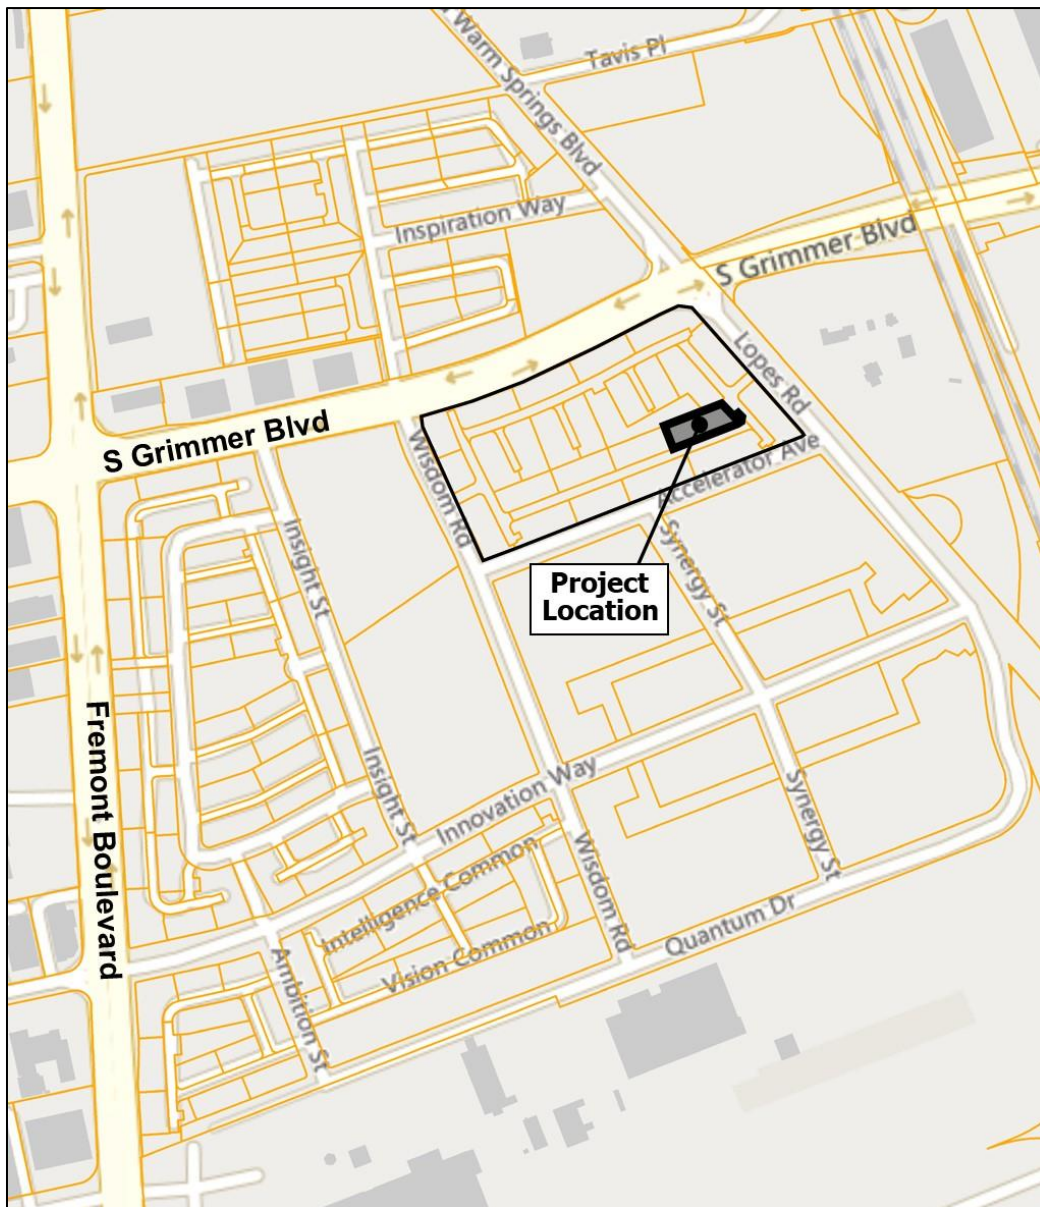 Warm Springs Blvd
Tavis Pl
Inspiration Way
S Grimmer Blvd
Lopes Rd
S Grimmer Blvd
Wisdom Rd
Accelerator Ave
Insight St
Synergy St
Project
Location
Fremont Boulevard
Insight St
Innovation Way
Synergy St
Intelligence Common
Wisdom Rd
Quantum Dr
Vision Common
Ambition St